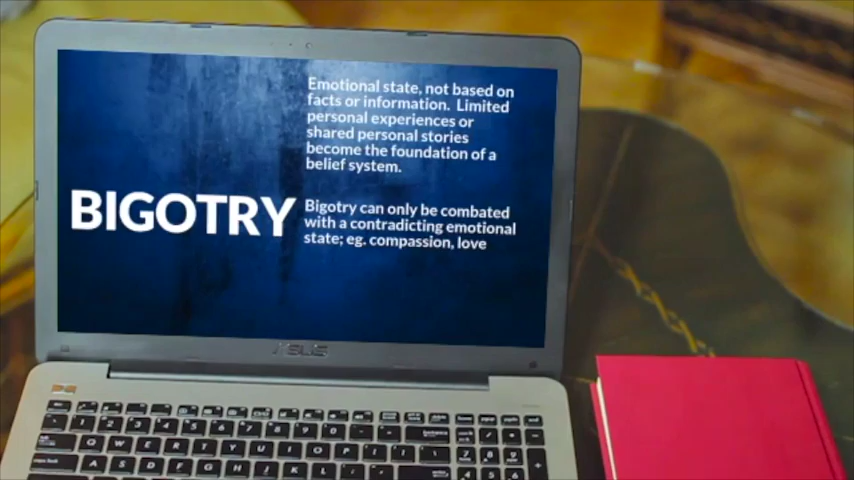 Emotional state, not based on
facts or information. Limited
personal experiences or
shared personal stories
become the foundation of a
belief system.
BIGOTRY
Bigotry can only be combated
with a contradicting emotional
state; eg. compassion, love
ASUS
Q W E R T Y U I O P
A S D F G H J K L